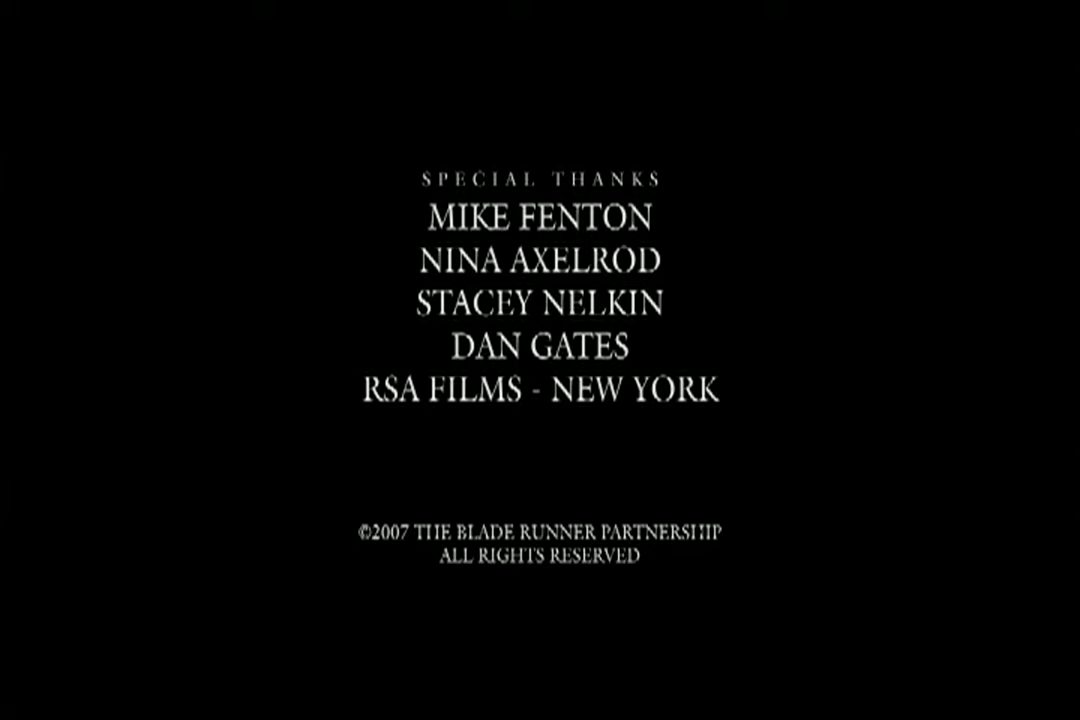 SPECIAL THANKS
MIKE FENTON
NINA AXELROD
STACEY NELKIN
DAN GATES
RSA FILMS - NEW YORK
©2007 THE BLADE RUNNER PARTNERSHIP
ALL RIGHTS RESERVED